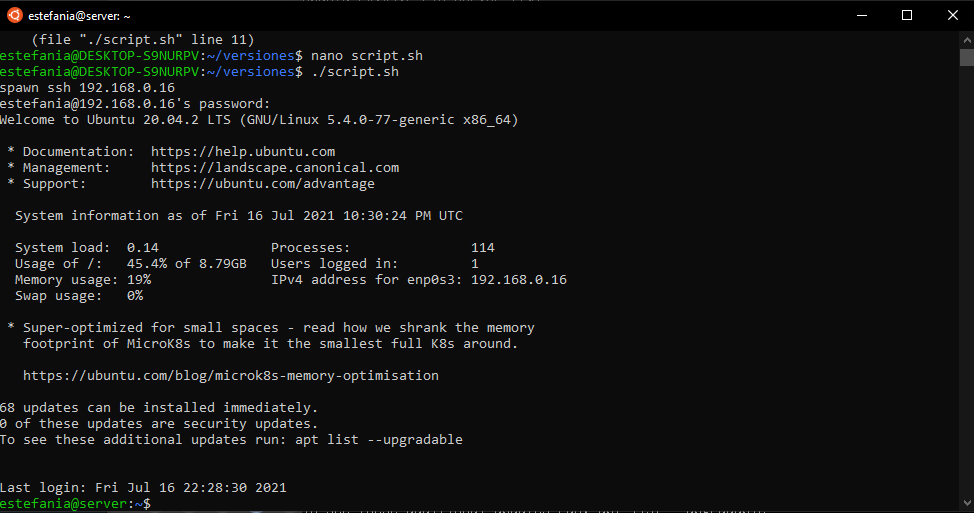 estefania@server: ~
(file "./script.sh" line 11)
estefania@DESKTOP-S9NURPV:~/versiones$ nano script.sh
estefania@DESKTOP-S9NURPV:~/versiones$ ./script.sh
spawn ssh 192.168.0.16
estefania@192.168.0.16's password:
Welcome to Ubuntu 20.04.2 LTS (GNU/Linux 5.4.0-77-generic x86_64)
* Documentation:  https://help.ubuntu.com
* Management:     https://landscape.canonical.com
* Support:        https://ubuntu.com/advantage
System information as of Fri 16 Jul 2021 10:30:24 PM UTC
System load:  0.14              Processes:               114
Usage of /:   45.4% of 8.79GB   Users logged in:         1
Memory usage: 19%               IPv4 address for enp0s3: 192.168.0.16
Swap usage:   0%
* Super-optimized for small spaces - read how we shrank the memory
footprint of MicroK8s to make it the smallest full K8s around.
https://ubuntu.com/blog/microk8s-memory-optimisation
68 updates can be installed immediately.
0 of these updates are security updates.
To see these additional updates run: apt list --upgradable
Last login: Fri Jul 16 22:28:30 2021
estefania@server:~$